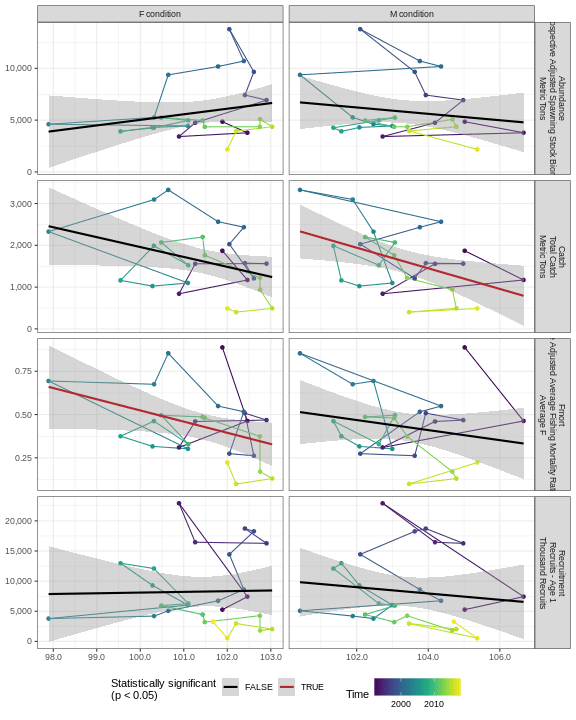 F condition
M condition
10,000
5,000
0
Abundance
Adjusted Spawning Stock
Metric Tons
3,000
2,000
1,000
0
Catch
Total Catch
Metric Tons
0.75
0.50
0.25
Fmort
Adjusted Average Fishing Mortality
Average F
20,000
15,000
10,000
5,000
0
Recruitment
Recruits - Age 1
Thousand Recruits
98.0 99.0 100.0 101.0 102.0 103.0
102.0 104.0 106.0
Statistically significant
(p < 0.05)
FALSE
TRUE
Time
2000 2010